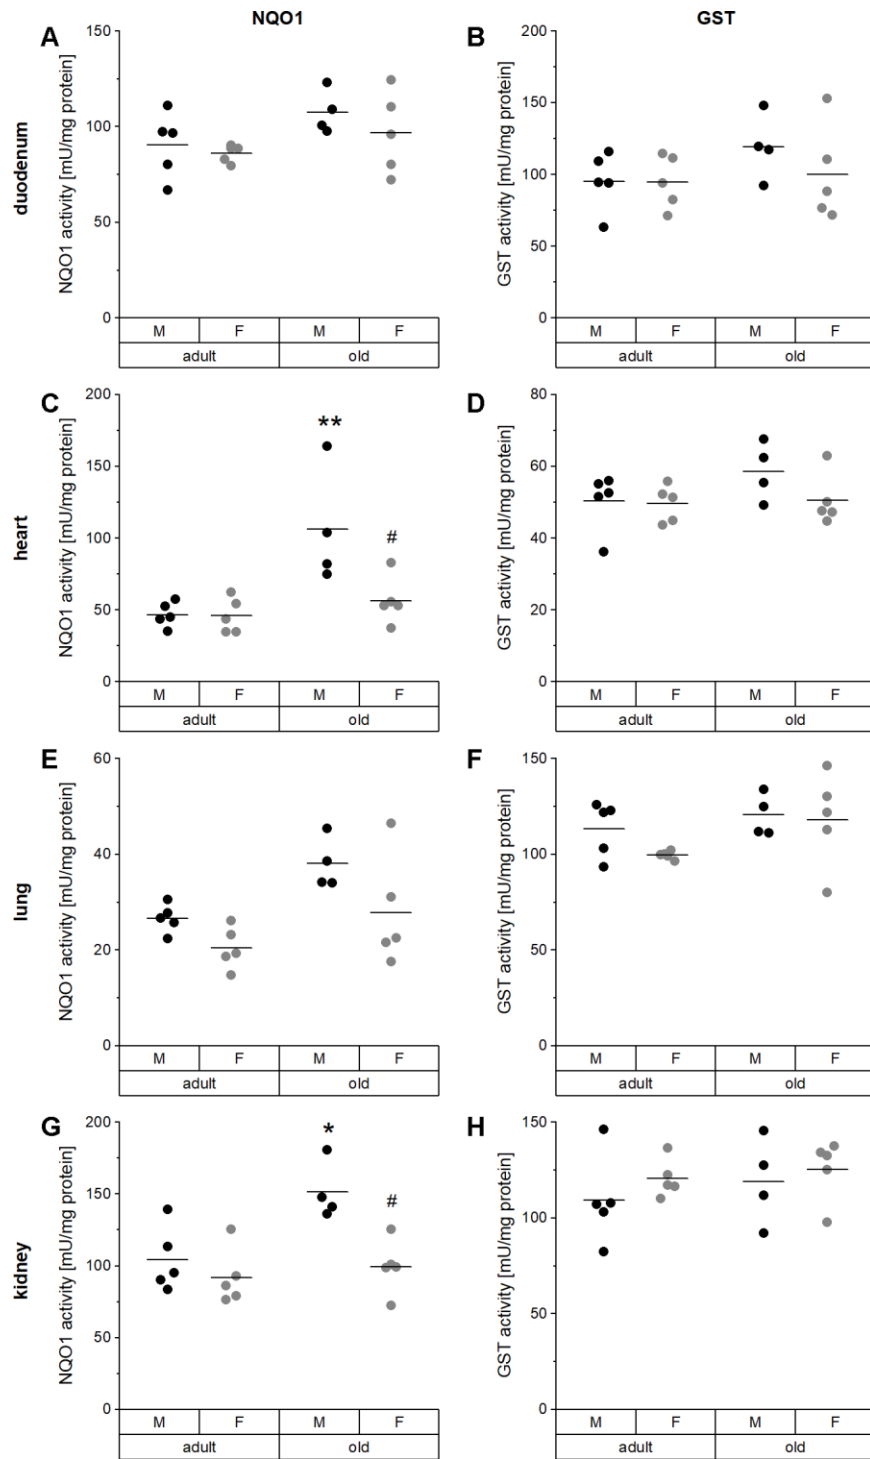 NQO1
GST
A
B
duodenum
NQO1 activity [mU/mg protein]
150
100
50
0
M F M F
adult old
GST activity [mU/mg protein]
200
150
100
50
0
M F M F
adult old
C
D
heart
NQO1 activity [mU/mg protein]
200
150
100
50
0
**
#
M F M F
adult old
GST activity [mU/mg protein]
80
60
40
20
0
M F M F
adult old
E
F
lung
NQO1 activity [mU/mg protein]
60
40
20
0
M F M F
adult old
GST activity [mU/mg protein]
150
100
50
0
M F M F
adult old
G
H
kidney
NQO1 activity [mU/mg protein]
200
150
100
50
0
*
#
M F M F
adult old
GST activity [mU/mg protein]
150
100
50
0
M F M F
adult old